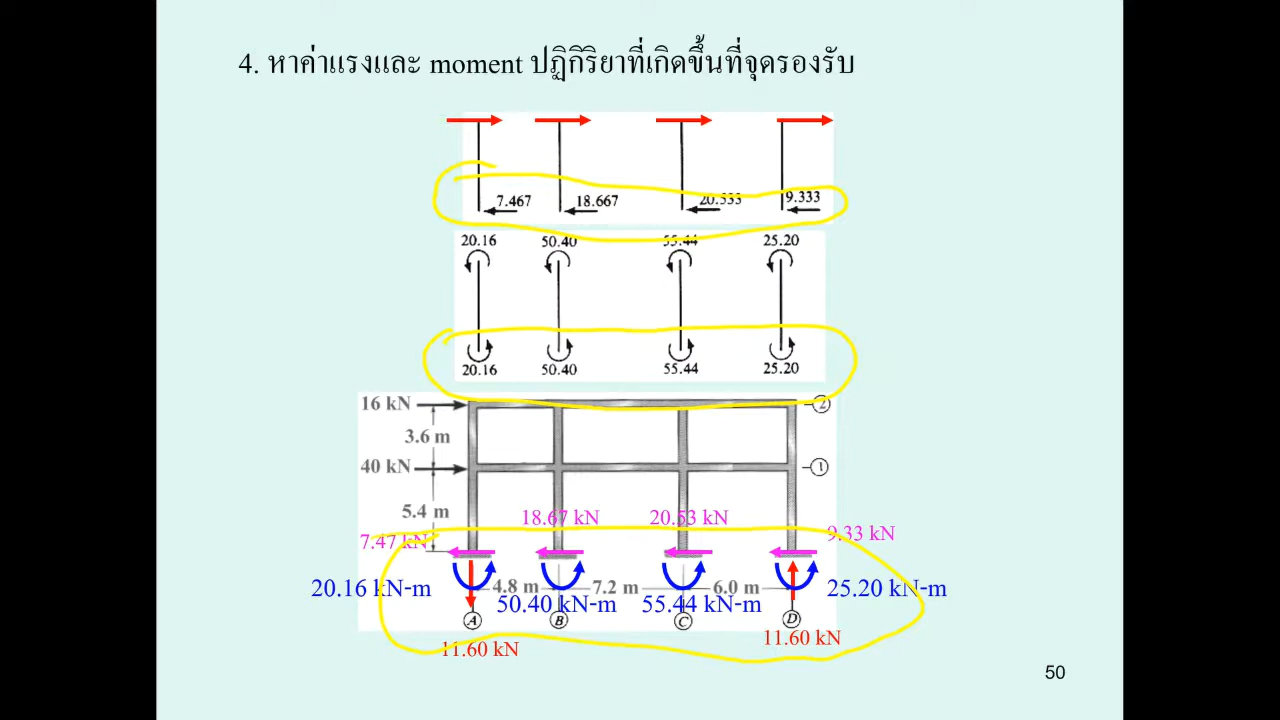 4. หาค่าแรงและ moment ปฏิกิริยาที่เกิดขึ้นที่จุดรองรับ
7.467 18.667 20.533 9.333
20.16 50.40 55.44 25.20
20.16 50.40 55.44 25.20
16 kN 2
3.6 m
40 kN 1
5.4 m
18.67 kN 20.53 kN
7.47 kN 9.33 kN
20.16 kN-m 4.8 m 7.2 m 6.0 m 25.20 kN-m
50.40 kN-m 55.44 kN-m
A B C D
11.60 kN 11.60 kN
50